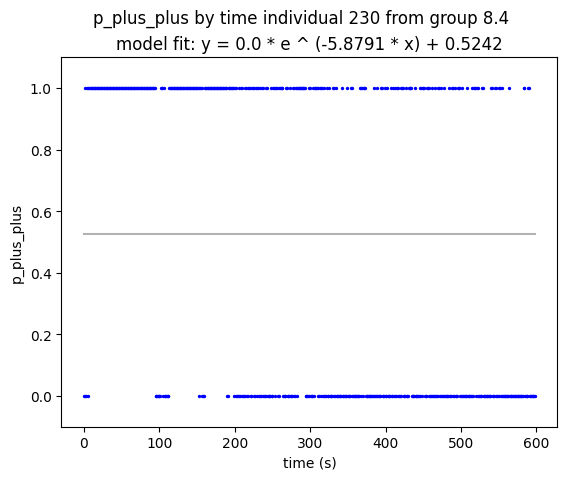 p_plus_plus by time individual 230 from group 8.4
model fit: y = 0.0 * e ^ (-5.8791 * x) + 0.5242
1.0
0.8
0.6
0.4
0.2
0.0
p_plus_plus
0 100 200 300 400 500 600
time (s)